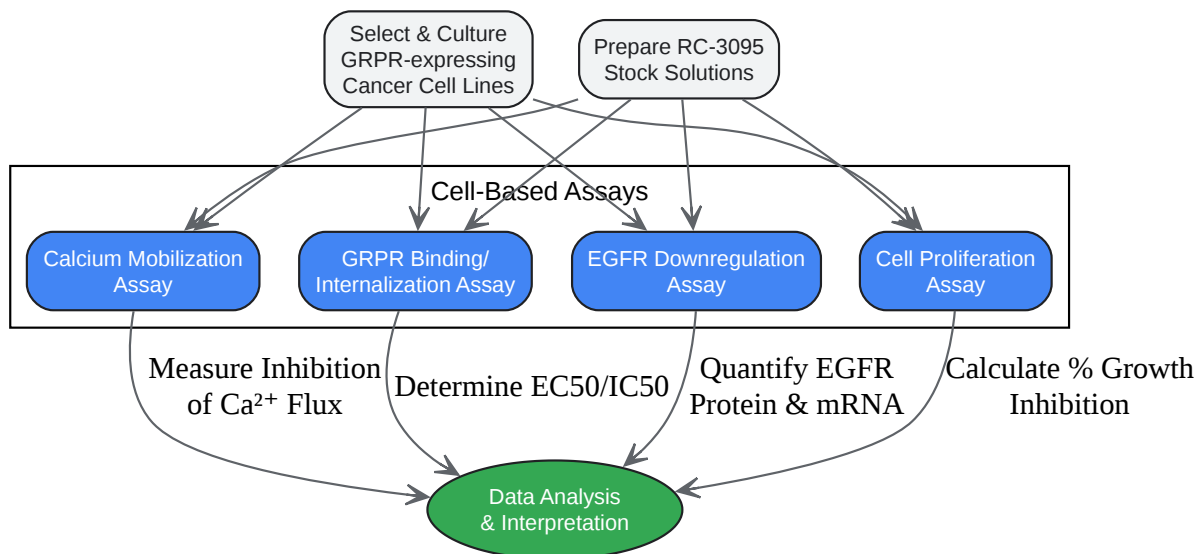 Select & Culture
GRPR-expressing
Cancer Cell Lines
Prepare RC-3095
Stock Solutions
Cell-Based Assays
Calcium Mobilization
Assay
GRPR Binding/
Internalization Assay
EGFR Downregulation
Assay
Cell Proliferation
Assay
Measure Inhibition
of Ca²⁺ Flux
Determine EC50/IC50
Quantify EGFR
Protein & mRNA
Calculate % Growth
Inhibition
Data Analysis
& Interpretation